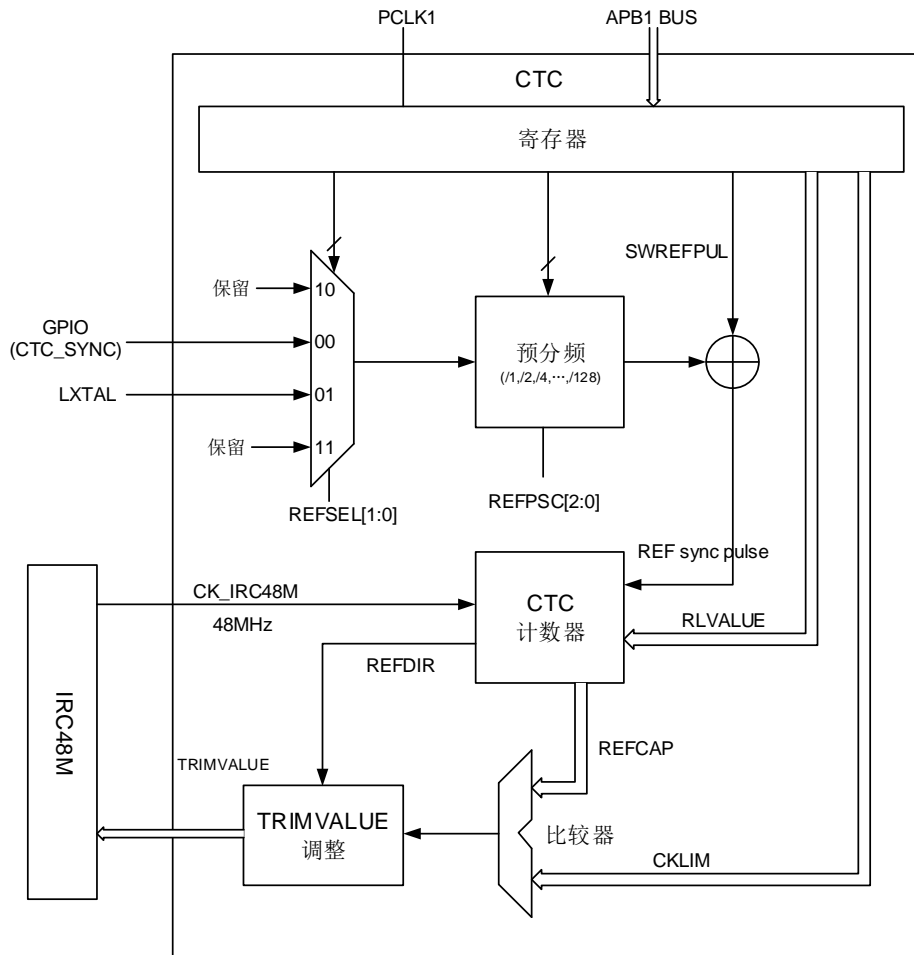 PCLK1
APB1 BUS
CTC
寄存器
SWREFPUL
保留
10
GPIO
(CTC_SYNC)
00
预分频
(/1,/2,/4,···,/128)
LXTAL
01
保留
11
REFSEL[1:0]
REFPSC[2:0]
REF sync pulse
CK_IRC48M
48MHz
CTC
计数器
RLVALUE
REFDIR
IRC48M
REFCAP
TRIMVALUE
TRIMVALUE
调整
比较器
CKLIM